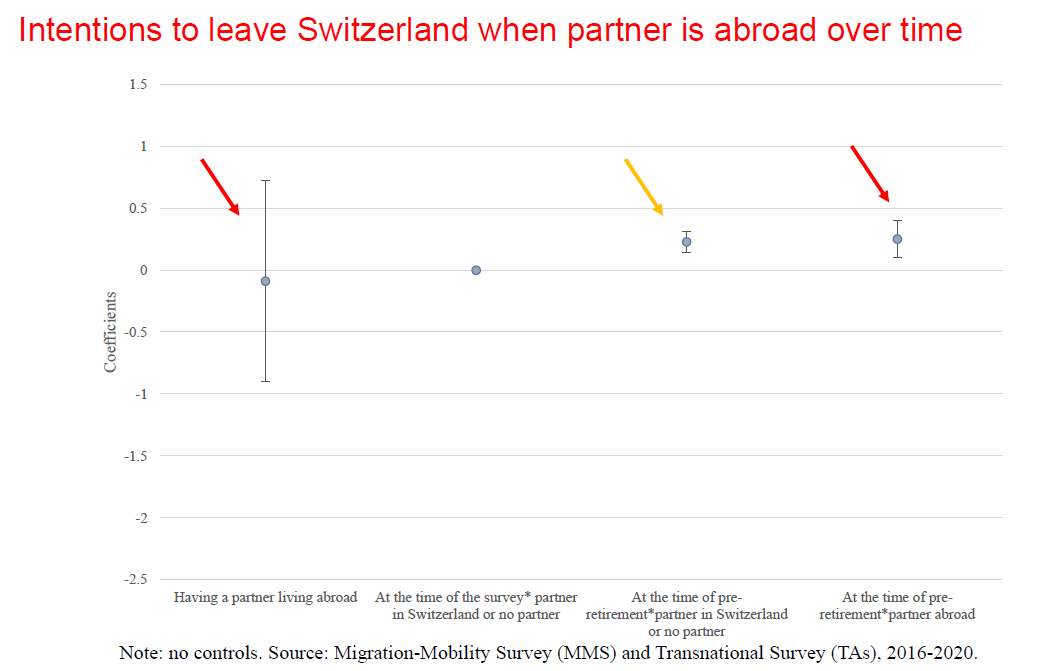 Intentions to leave Switzerland when partner is abroad over time
1.5
1
0.5
0
-0.5
-1
-1.5
-2
-2.5
Coefficients
Having a partner living abroad
At the time of the survey* partner
in Switzerland or no partner
At the time of pre-
retirement*partner in Switzerland
or no partner
At the time of pre-
retirement*partner abroad
Note: no controls. Source: Migration-Mobility Survey (MMS) and Transnational Survey (TAs), 2016-2020.